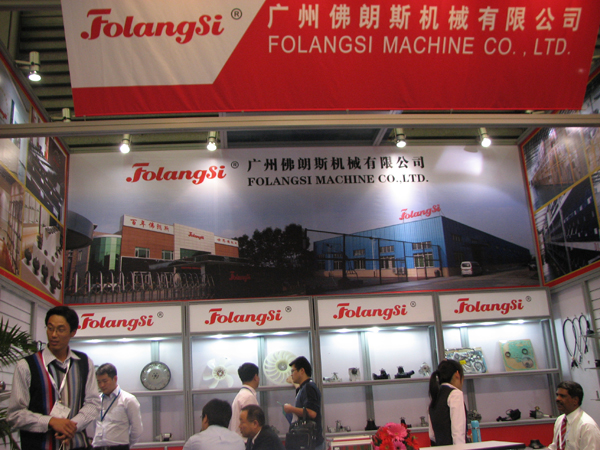 FolangSi ®
广州佛朗斯机械有限公司
FOLANGSI MACHINE CO., LTD.
FolangSi ® 广州佛朗斯机械有限公司
FOLANGSI MACHINE CO.,LTD.
FolangSi
FolangSi ®
FolangSi ®
FolangSi ®
FolangSi ®